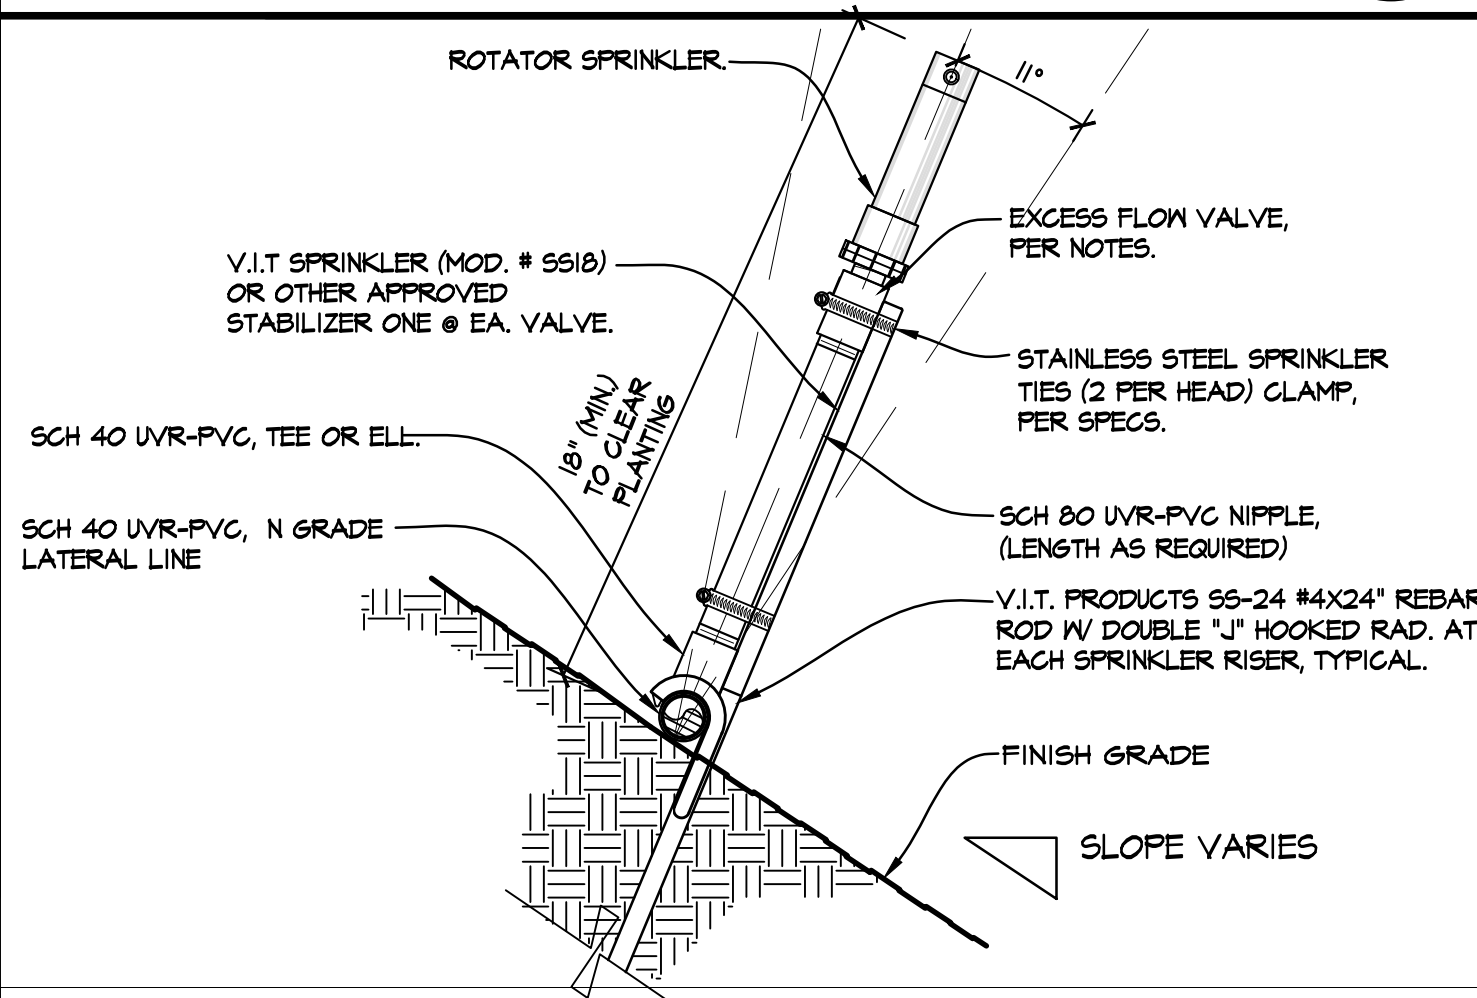 ROTATOR SPRINKLER.
11°
EXCESS FLOW VALVE,
PER NOTES.
V.I.T SPRINKLER (MOD. # SS18)
OR OTHER APPROVED
STABILIZER ONE @ EA. VALVE.
STAINLESS STEEL SPRINKLER
TIES (2 PER HEAD) CLAMP,
PER SPECS.
18" (MIN.)
TO CLEAR
PLANTING
SCH 40 UVR-PVC, TEE OR ELL.
SCH 40 UVR-PVC, N GRADE
LATERAL LINE
SCH 80 UVR-PVC NIPPLE,
(LENGTH AS REQUIRED)
V.I.T. PRODUCTS SS-24 #4X24" REBAR
ROD W/ DOUBLE "J" HOOKED RAD. AT
EACH SPRINKLER RISER, TYPICAL.
FINISH GRADE
SLOPE VARIES